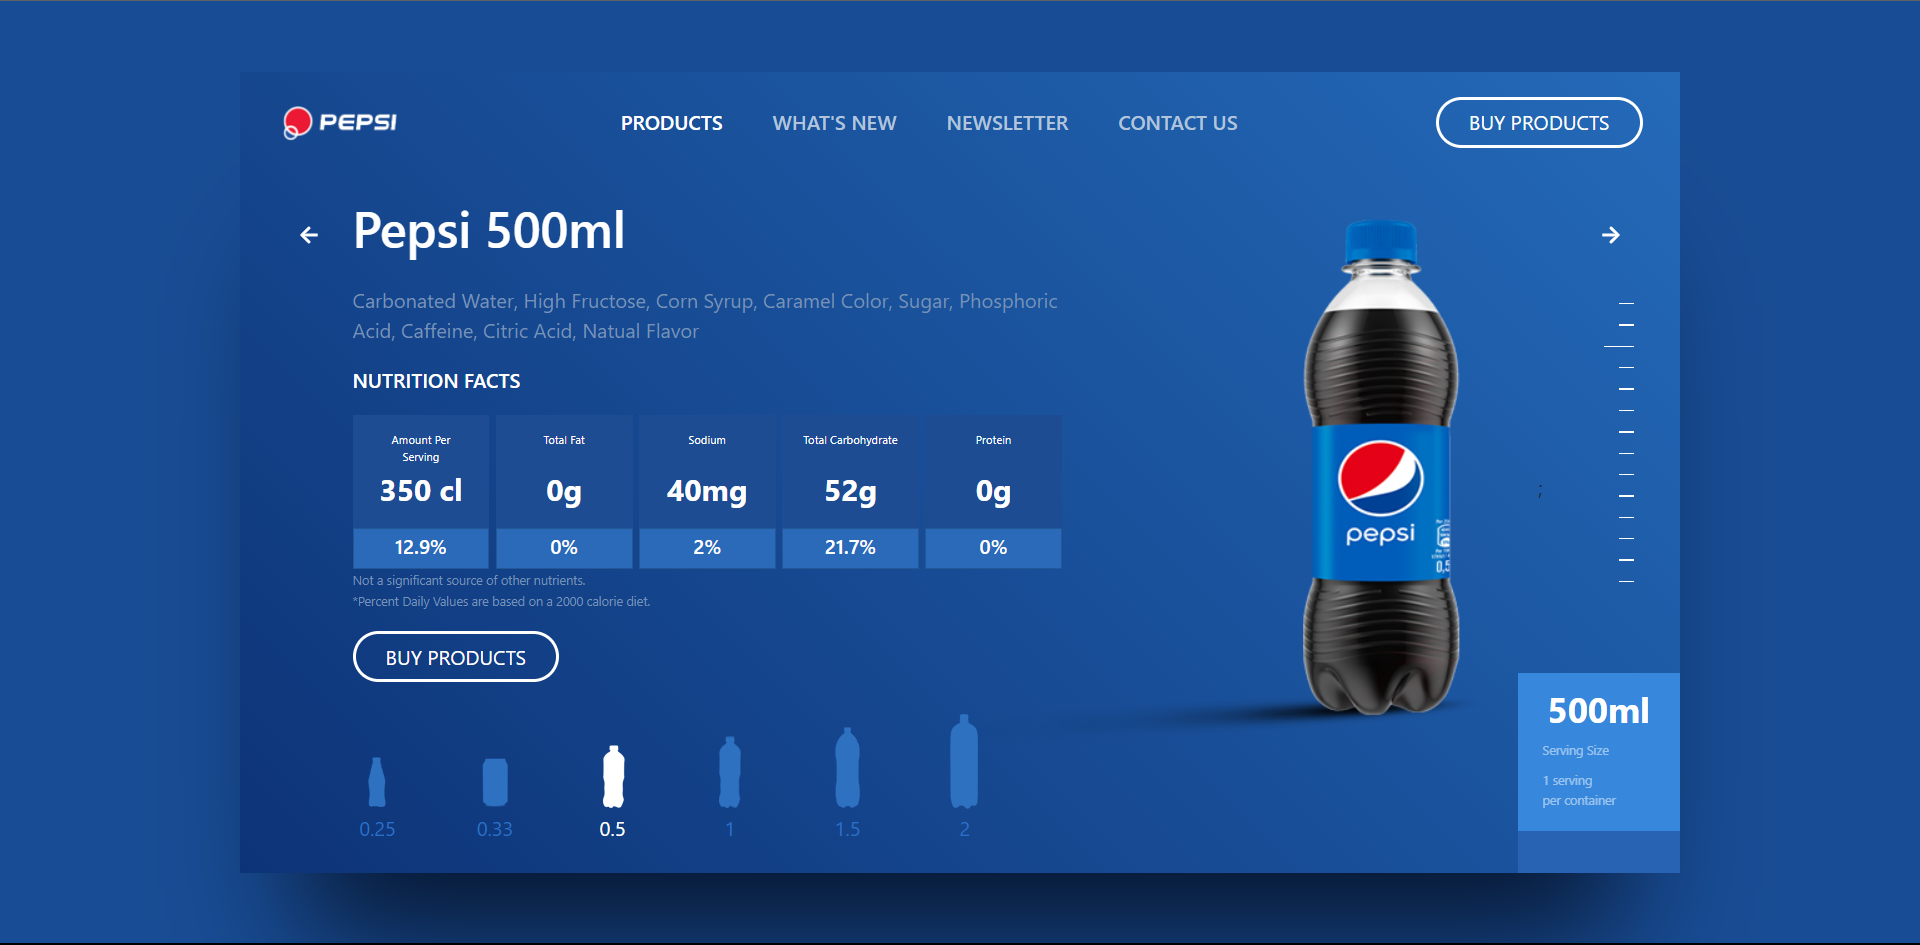 PEPSI
PRODUCTS
WHAT'S NEW
NEWSLETTER
CONTACT US
BUY PRODUCTS
Pepsi 500ml
Carbonated Water, High Fructose, Corn Syrup, Caramel Color, Sugar, Phosphoric
Acid, Caffeine, Citric Acid, Natual Flavor
NUTRITION FACTS
Amount Per
Serving
350 cl
12.9%
Total Fat
0g
0%
Sodium
40mg
2%
Total Carbohydrate
52g
21.7%
Protein
0g
0%
Not a significant source of other nutrients.
*Percent Daily Values are based on a 2000 calorie diet.
BUY PRODUCTS
0.25
0.33
0.5
1
1.5
2
pepsi
0,5
;
500ml
Serving Size
1 serving
per container